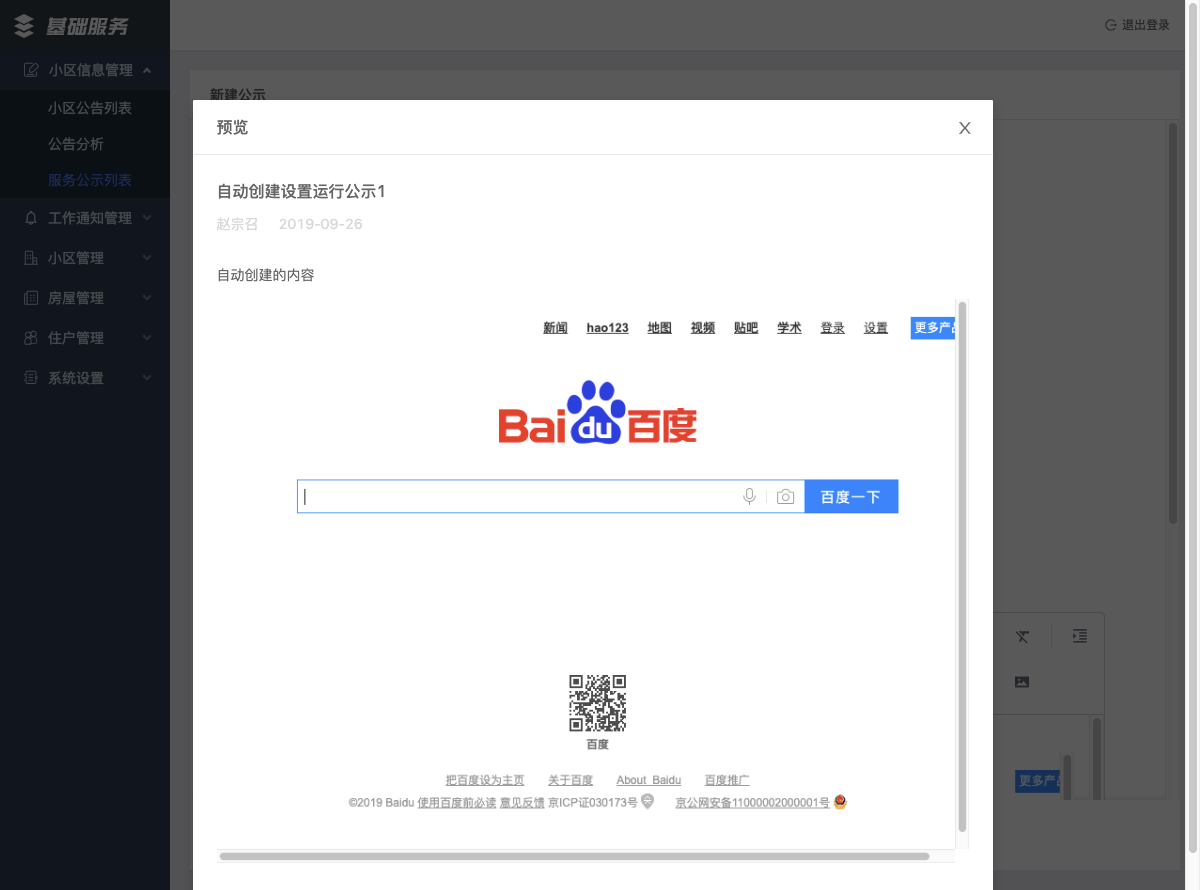 基础服务
退出登录
小区信息管理
小区公告列表
公告分析
服务公示列表
工作通知管理
小区管理
房屋管理
住户管理
系统设置
新建公示
预览
自动创建设置运行公示1
赵宗召 2019-09-26
自动创建的内容
新闻 hao123 地图 视频 贴吧 学术 登录 设置 更多产品
Bai du 百度
百度一下
百度
把百度设为主页 关于百度 About Baidu 百度推广
©2019 Baidu 使用百度前必读 意见反馈 京ICP证030173号 京公网安备11000002000001号
更多产品